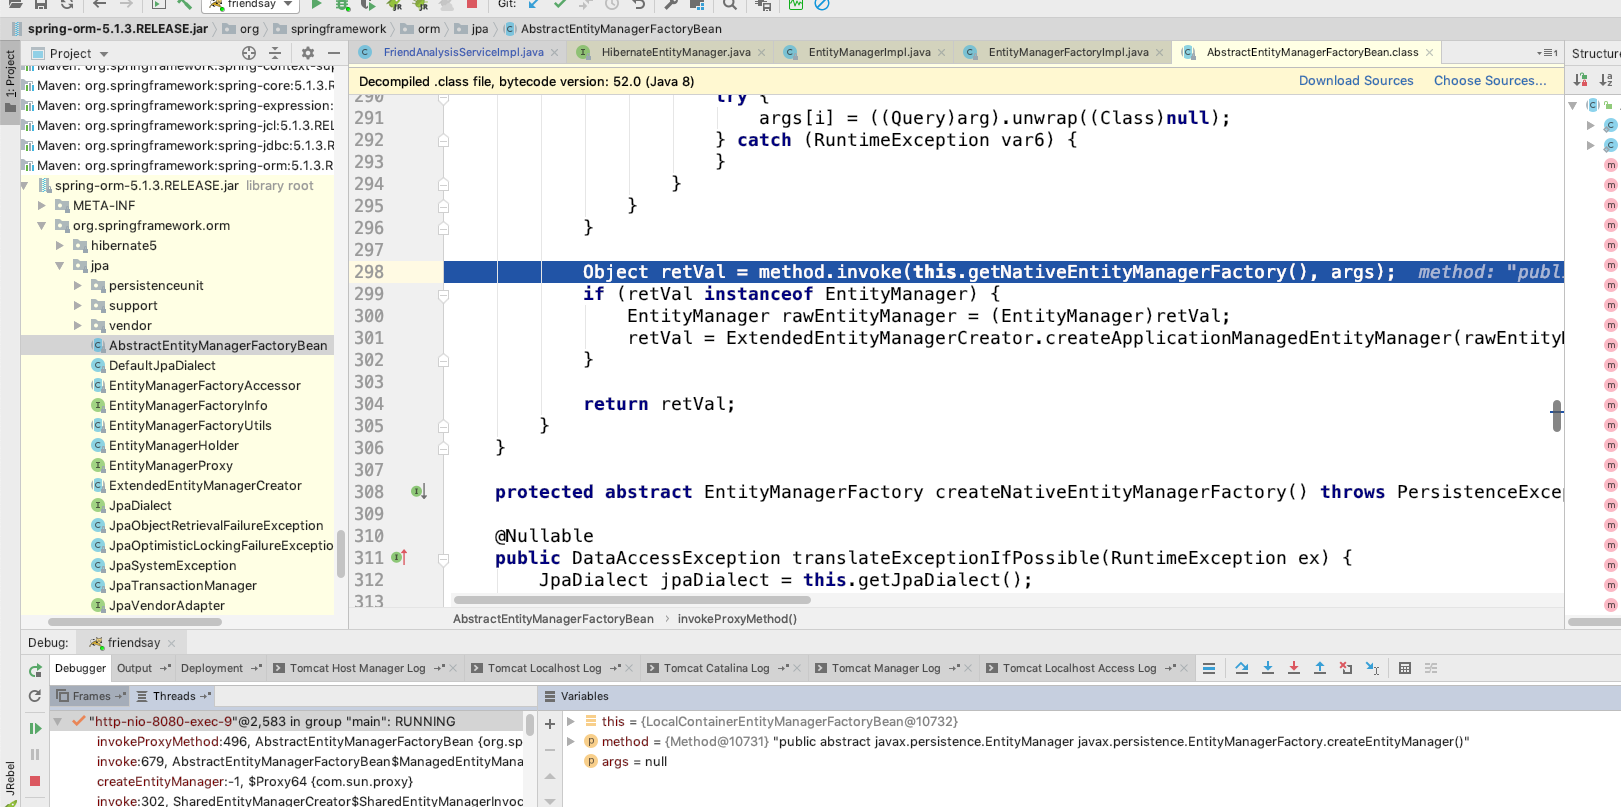 friendsay
Git:
spring-orm-5.1.3.RELEASE.jar org springframework orm jpa AbstractEntityManagerFactoryBean
1: Project
Project
FriendAnalysisServiceImpl.java HibernateEntityManager.java EntityManagerImpl.java EntityManagerFactoryImpl.java AbstractEntityManagerFactoryBean.class
Structure
Decompiled .class file, bytecode version: 52.0 (Java 8) Download Sources Choose Sources...
Maven: org.springframework:spring-context-sup
Maven: org.springframework:spring-core:5.1.3.R
Maven: org.springframework:spring-expression:
Maven: org.springframework:spring-jcl:5.1.3.REL
Maven: org.springframework:spring-jdbc:5.1.3.R
Maven: org.springframework:spring-orm:5.1.3.R
spring-orm-5.1.3.RELEASE.jar library root
META-INF
org.springframework.orm
hibernate5
jpa
persistenceunit
support
vendor
AbstractEntityManagerFactoryBean
DefaultJpaDialect
EntityManagerFactoryAccessor
EntityManagerFactoryInfo
EntityManagerFactoryUtils
EntityManagerHolder
EntityManagerProxy
ExtendedEntityManagerCreator
JpaDialect
JpaObjectRetrievalFailureException
JpaOptimisticLockingFailureExceptio
JpaSystemException
JpaTransactionManager
JpaVendorAdapter
290 try {
291 args[i] = ((Query)arg).unwrap((Class)null);
292 } catch (RuntimeException var6) {
293 }
294 }
295 }
296 }
297
298 Object retVal = method.invoke(this.getNativeEntityManagerFactory(), args); method: "publ
299 if (retVal instanceof EntityManager) {
300 EntityManager rawEntityManager = (EntityManager)retVal;
301 retVal = ExtendedEntityManagerCreator.createApplicationManagedEntityManager(rawEntityM
302 }
303
304 return retVal;
305 }
306 }
307
308 protected abstract EntityManagerFactory createNativeEntityManagerFactory() throws PersistenceExcep
309
310 @Nullable
311 public DataAccessException translateExceptionIfPossible(RuntimeException ex) {
312 JpaDialect jpaDialect = this.getJpaDialect();
313
AbstractEntityManagerFactoryBean › invokeProxyMethod()
Debug: friendsay
Debugger Output Deployment Tomcat Host Manager Log Tomcat Localhost Log Tomcat Catalina Log Tomcat Manager Log Tomcat Localhost Access Log
Frames Threads Variables
"http-nio-8080-exec-9"@2,583 in group "main": RUNNING
invokeProxyMethod:496, AbstractEntityManagerFactoryBean {org.sp
invoke:679, AbstractEntityManagerFactoryBean$ManagedEntityMana
createEntityManager:-1, $Proxy64 {com.sun.proxy}
invoke:302, SharedEntityManagerCreator$SharedEntityManagerInvoc
this = {LocalContainerEntityManagerFactoryBean@10732}
method = {Method@10731} "public abstract javax.persistence.EntityManager javax.persistence.EntityManagerFactory.createEntityManager()"
args = null
JRebel